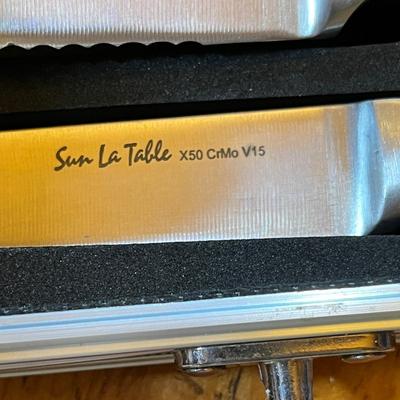 Sun La Table X50 CrMo V15